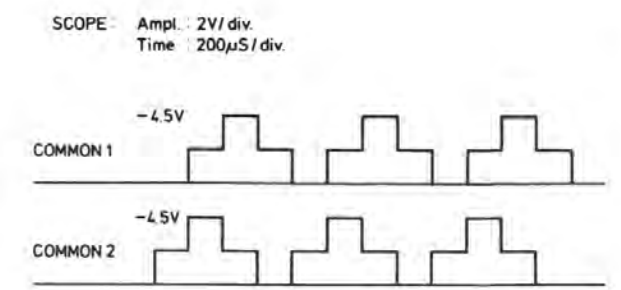 SCOPE: Ampl. : 2V/div.
Time : 200µS/div.
-4.5V
COMMON 1
-4.5V
COMMON 2